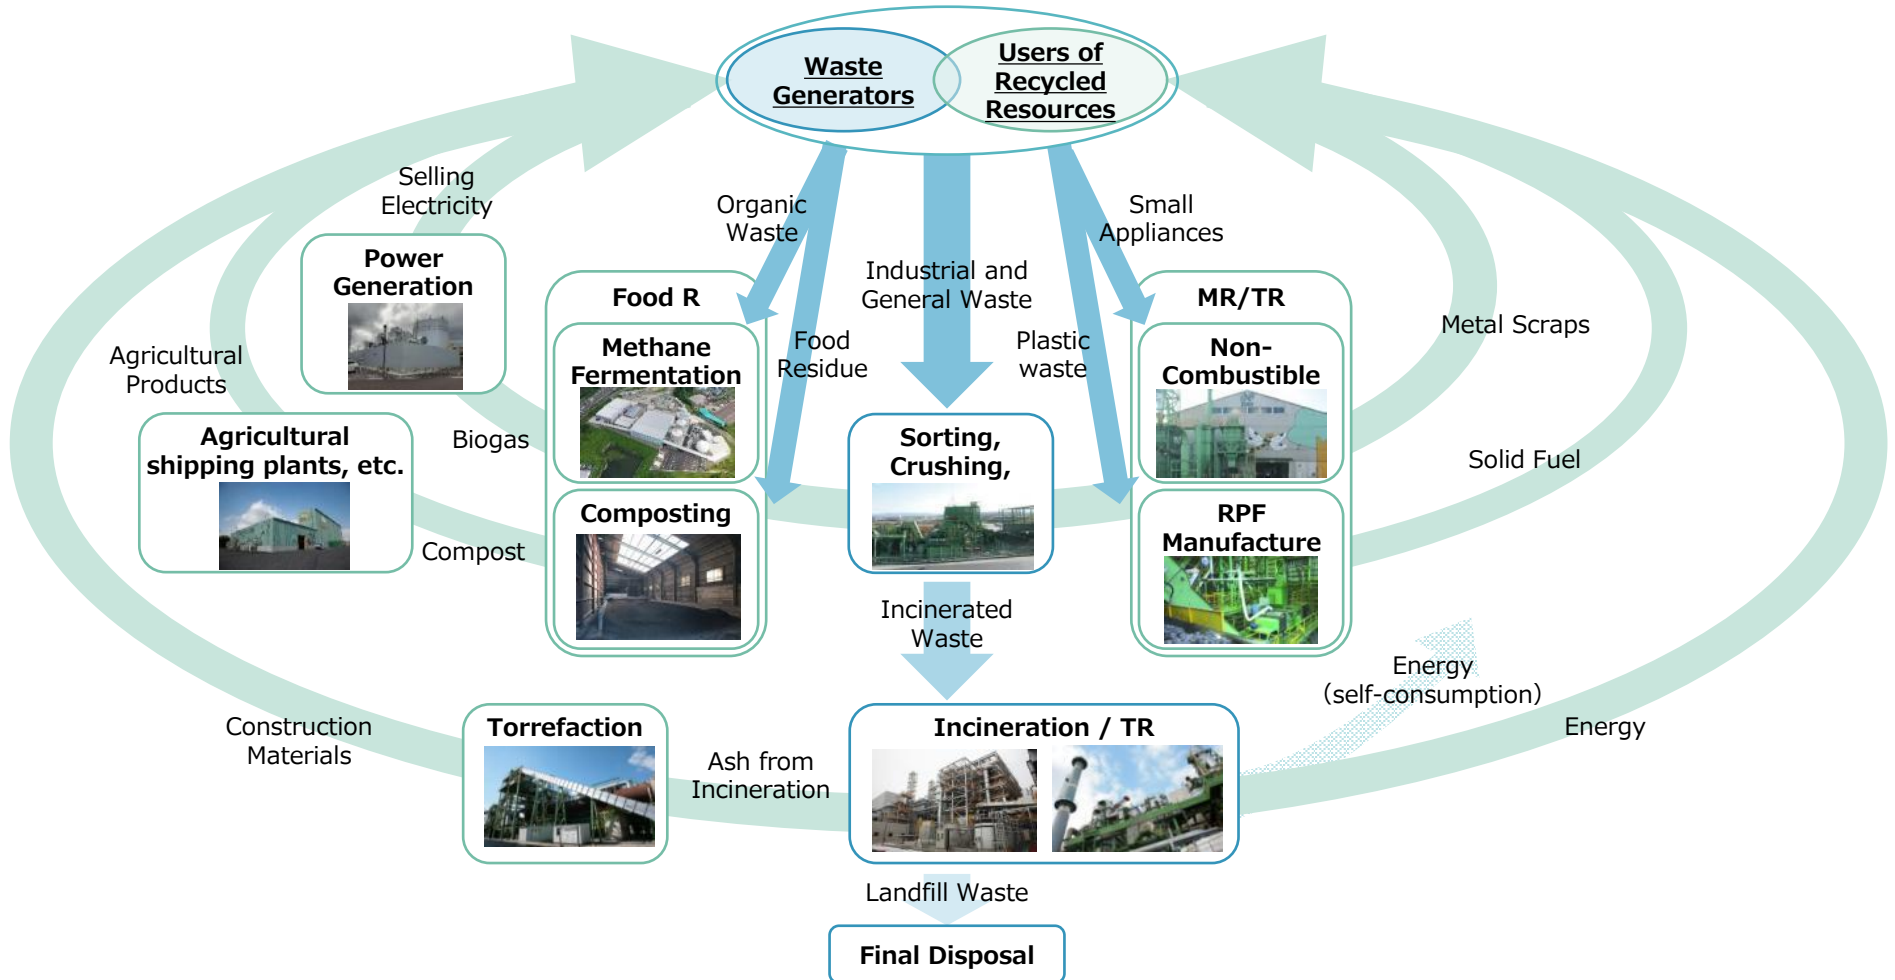 Waste
Generators
Users of
Recycled
Resources
Selling
Electricity
Organic
Waste
Small
Appliances
Power
Generation
Industrial and
General Waste
Food R
MR/TR
Agricultural
Products
Methane
Fermentation
Food
Residue
Plastic
waste
Non-
Combustible
Metal Scraps
Agricultural
shipping plants, etc.
Biogas
Sorting,
Crushing,
Solid Fuel
Composting
RPF
Manufacture
Compost
Incinerated
Waste
Energy
(self-consumption)
Construction
Materials
Torrefaction
Ash from
Incineration
Incineration / TR
Energy
Landfill Waste
Final Disposal